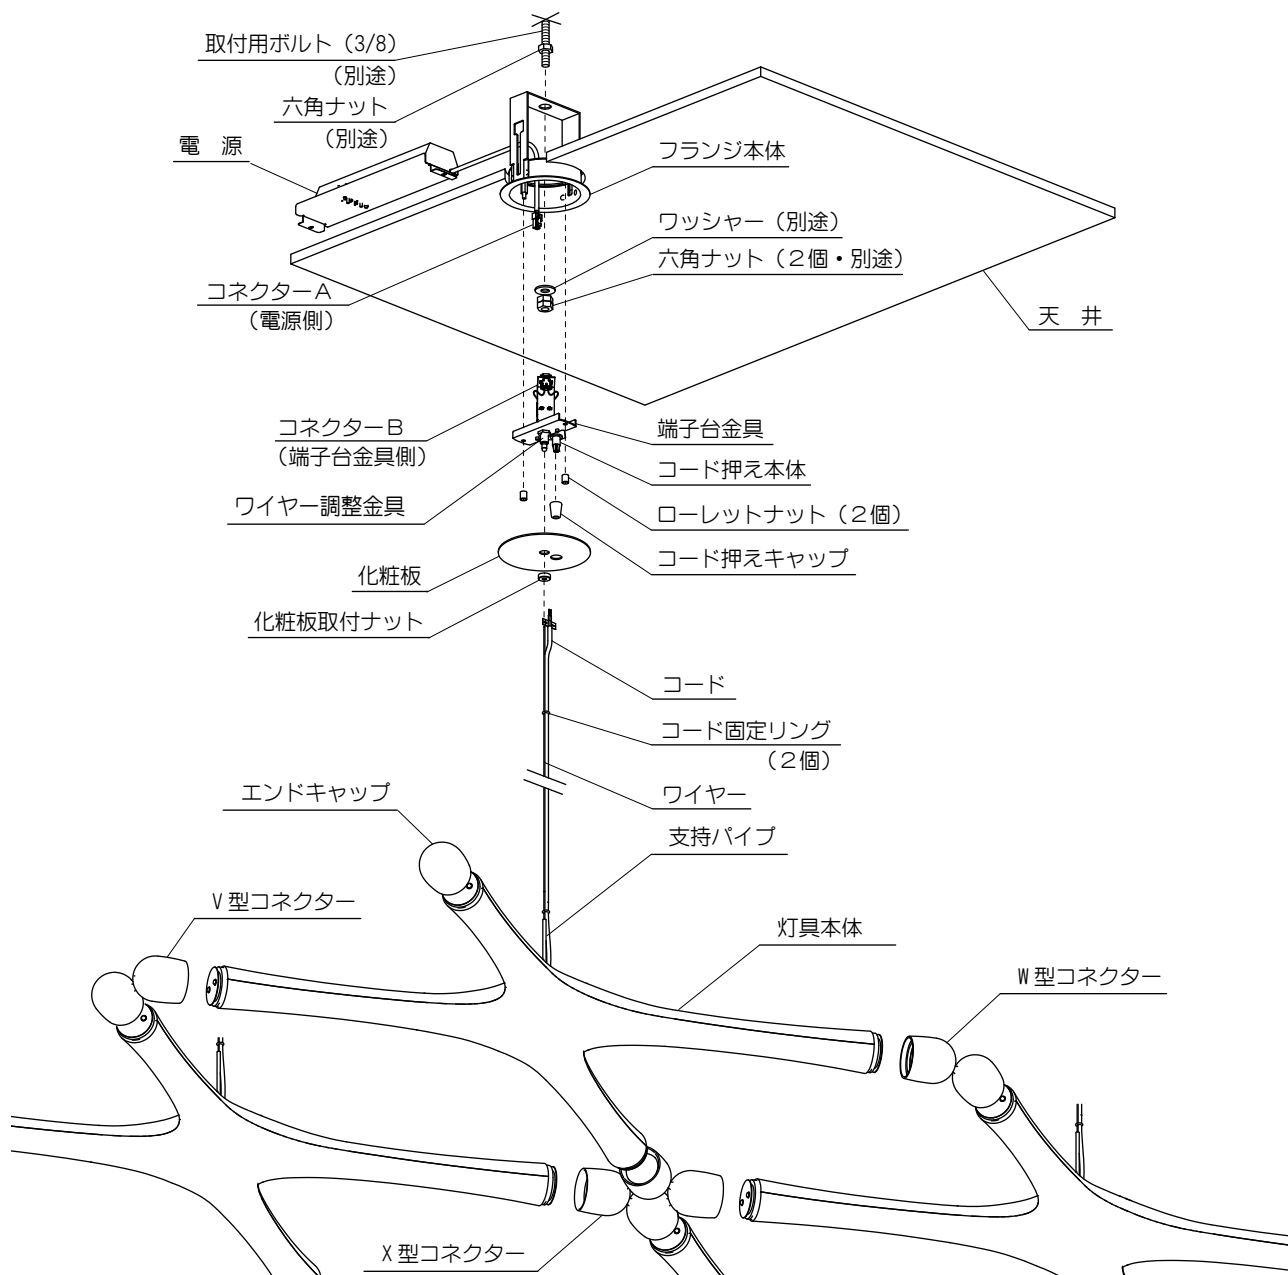 取付用ボルト（3/8）
（別途）
六角ナット
（別途）
電　源
フランジ本体
ワッシャー（別途）
六角ナット（２個・別途）
コネクターＡ
（電源側）
天　井
コネクターＢ
（端子台金具側）
端子台金具
コード押え本体
ワイヤー調整金具
ローレットナット（２個）
コード押えキャップ
化粧板
化粧板取付ナット
コード
コード固定リング
（２個）
エンドキャップ
ワイヤー
支持パイプ
V型コネクター
灯具本体
W型コネクター
X型コネクター